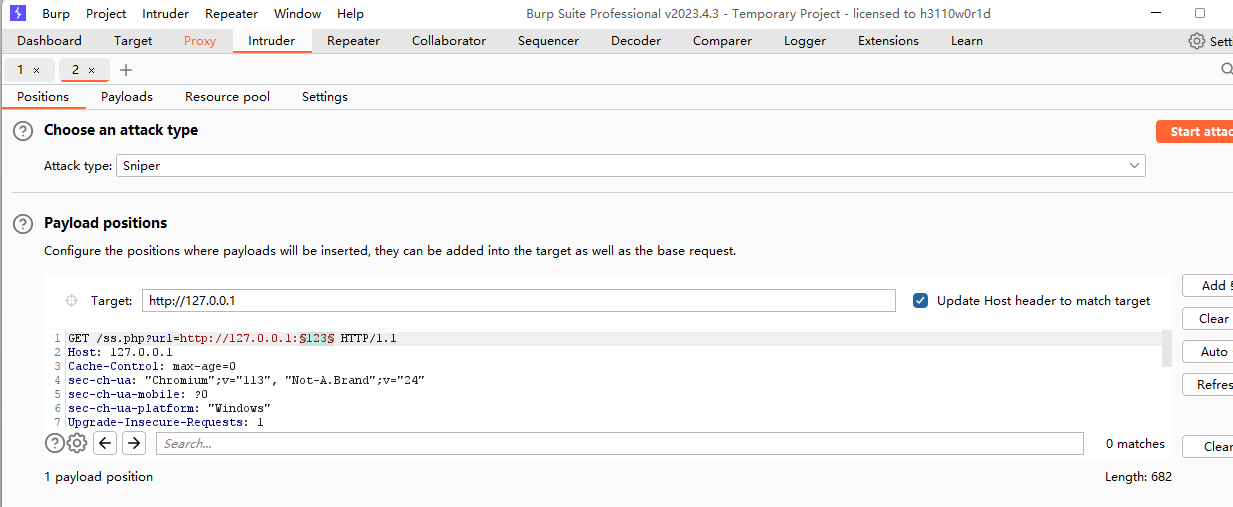 Burp Project Intruder Repeater Window Help Burp Suite Professional v2023.4.3 - Temporary Project - licensed to h3110w0r1d
Dashboard Target Proxy Intruder Repeater Collaborator Sequencer Decoder Comparer Logger Extensions Learn Sett
1 × 2 × +
Positions Payloads Resource pool Settings
? Choose an attack type
Start attac
Attack type: Sniper
? Payload positions
Configure the positions where payloads will be inserted, they can be added into the target as well as the base request.
Add §
Target: http://127.0.0.1 Update Host header to match target
Clear
Auto
Refres
1 GET /ss.php?url=http://127.0.0.1:§123§ HTTP/1.1
2 Host: 127.0.0.1
3 Cache-Control: max-age=0
4 sec-ch-ua: "Chromium";v="113", "Not-A.Brand";v="24"
5 sec-ch-ua-mobile: ?0
6 sec-ch-ua-platform: "Windows"
7 Upgrade-Insecure-Requests: 1
? Search... 0 matches Clear
1 payload position Length: 682